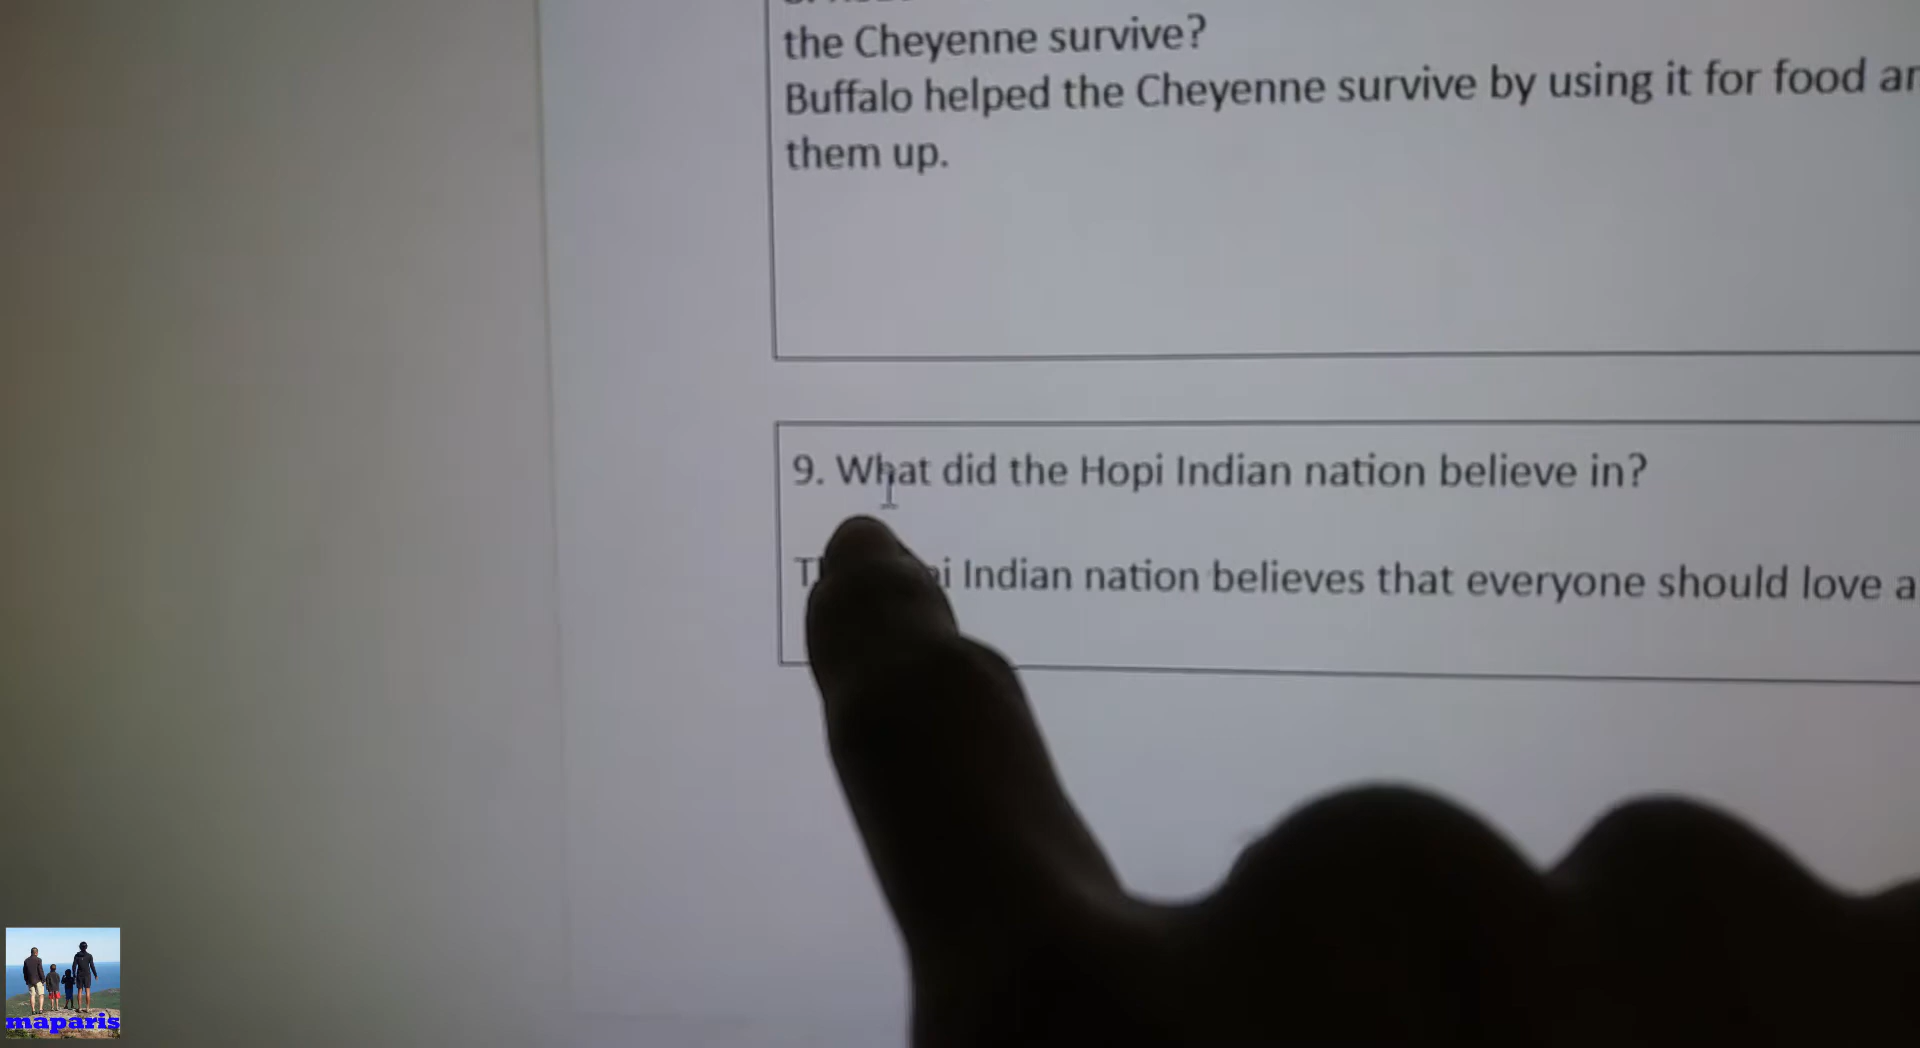 the Cheyenne survive?
Buffalo helped the Cheyenne survive by using it for food
them up.
9. What did the Hopi Indian nation believe in?
Indian nation believes that everyone should love
maparis